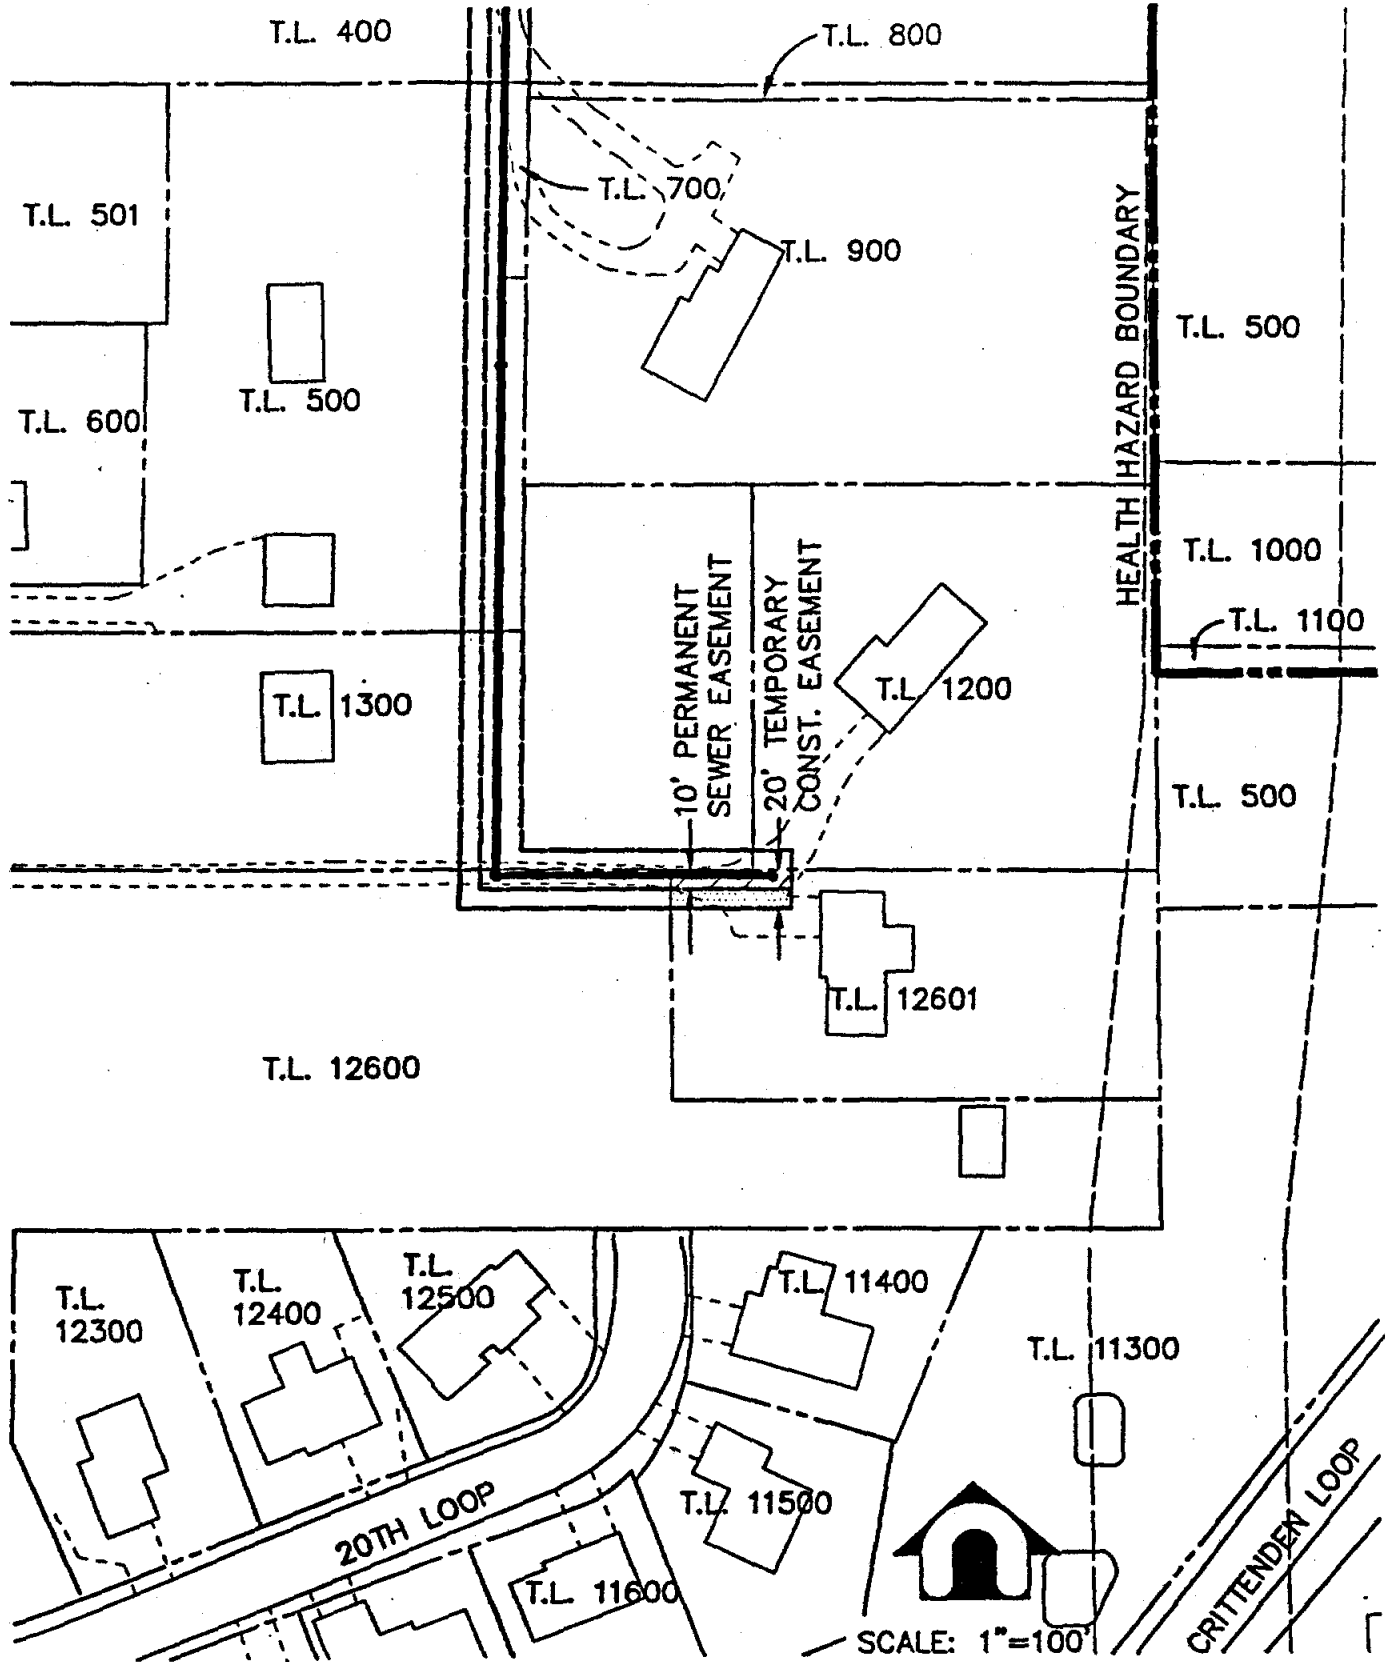 T.L. 400
T.L. 800
T.L. 700
T.L. 501
T.L. 900
HEALTH HAZARD BOUNDARY
T.L. 500
T.L. 500
T.L. 600
T.L. 1000
T.L. 1100
10' PERMANENT
SEWER EASEMENT
20' TEMPORARY
CONST. EASEMENT
T.L. 1200
T.L. 1300
T.L. 500
T.L. 12601
T.L. 12600
T.L.
12300
T.L.
12400
T.L.
12500
T.L. 11400
T.L. 11300
T.L. 11500
20TH LOOP
T.L. 11600
CRITTENDEN LOOP
SCALE: 1"=100'